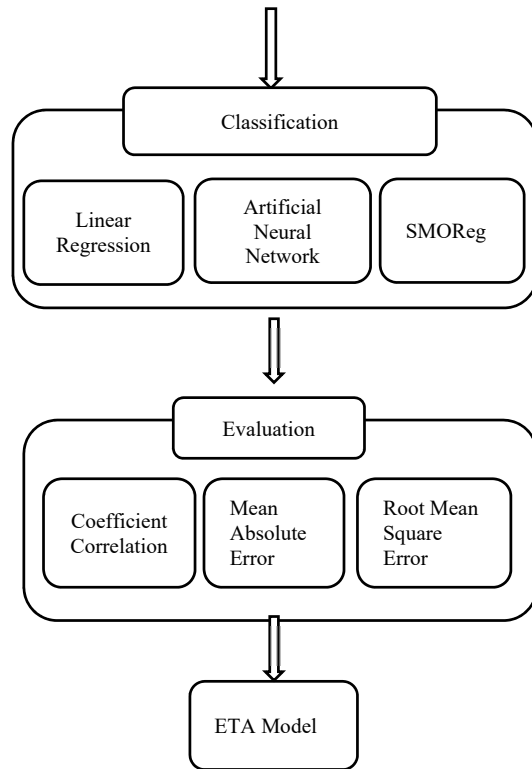 Classification
Linear
Regression
Artificial
Neural
Network
SMOReg
Evaluation
Coefficient
Correlation
Mean
Absolute
Error
Root Mean
Square
Error
ETA Model